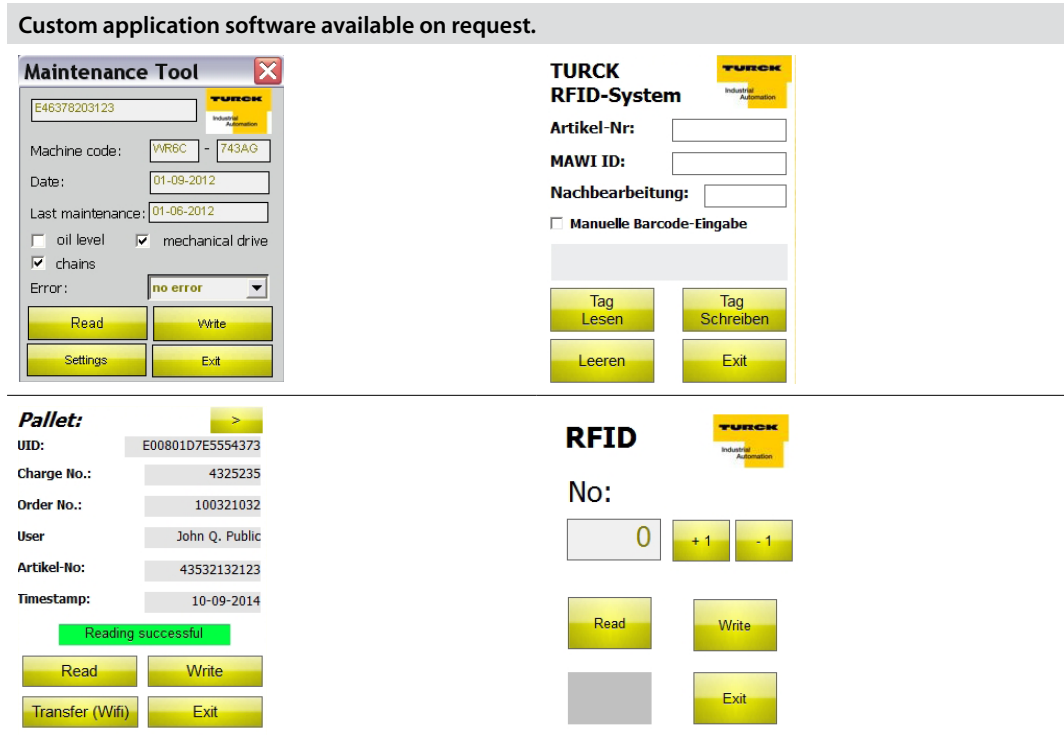 Custom application software available on request.
Maintenance Tool
E46378203123
TURCK
Industrial
Automation
Machine code: WR6C - 743AG
Date: 01-09-2012
Last maintenance: 01-06-2012
oil level mechanical drive
chains
Error: no error
Read Write
Settings Exit
TURCK
RFID-System
TURCK
Industrial
Automation
Artikel-Nr:
MAWI ID:
Nachbearbeitung:
Manuelle Barcode-Eingabe
Tag
Lesen
Tag
Schreiben
Leeren Exit
Pallet: >
UID: E00801D7E5554373
Charge No.: 4325235
Order No.: 100321032
User John Q. Public
Artikel-No: 43532132123
Timestamp: 10-09-2014
Reading successful
Read Write
Transfer (Wifi) Exit
RFID
TURCK
Industrial
Automation
No:
0 + 1 - 1
Read Write
Exit